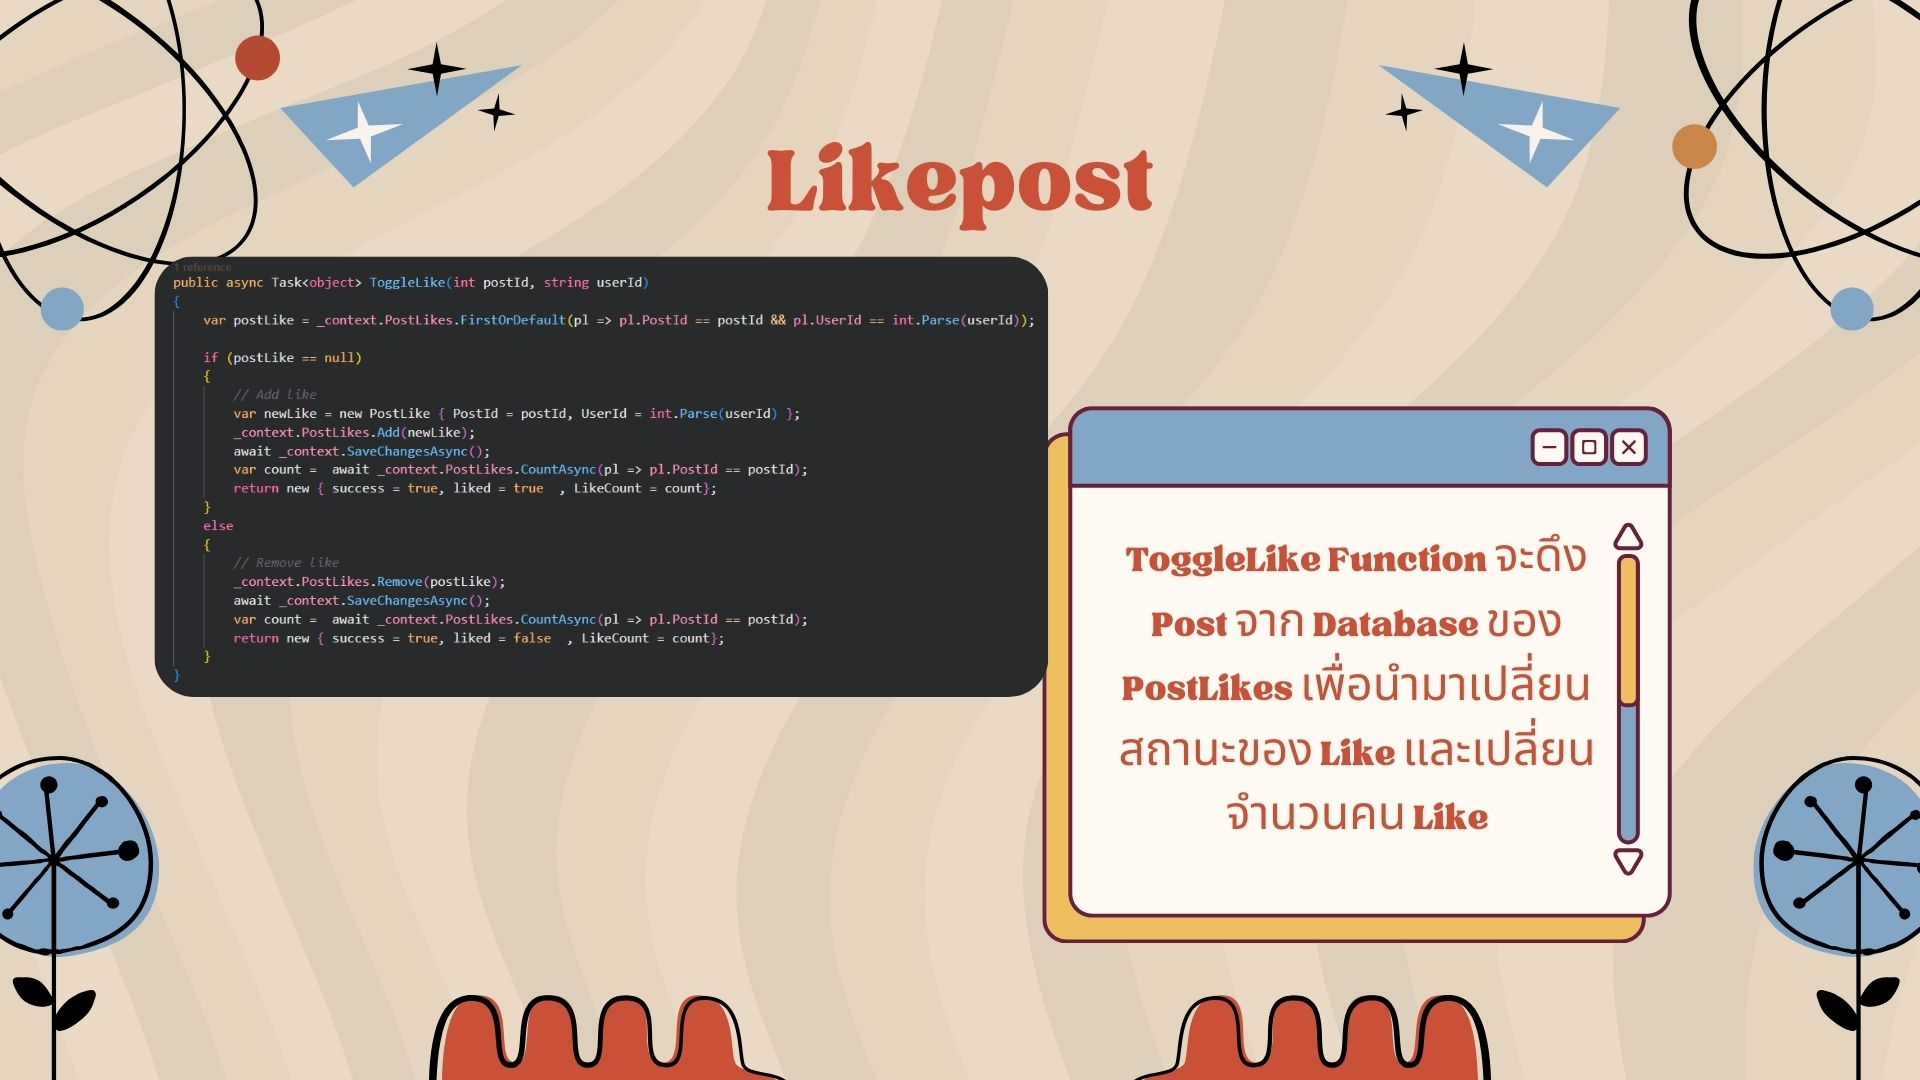 Likepost
1 reference
public async Task<object> ToggleLike(int postId, string userId)
{
var postLike = _context.PostLikes.FirstOrDefault(pl => pl.PostId == postId && pl.UserId == int.Parse(userId));
if (postLike == null)
{
// Add like
var newLike = new PostLike { PostId = postId, UserId = int.Parse(userId) };
_context.PostLikes.Add(newLike);
await _context.SaveChangesAsync();
var count =  await _context.PostLikes.CountAsync(pl => pl.PostId == postId);
return new { success = true, liked = true  , LikeCount = count};
}
else
{
// Remove like
_context.PostLikes.Remove(postLike);
await _context.SaveChangesAsync();
var count =  await _context.PostLikes.CountAsync(pl => pl.PostId == postId);
return new { success = true, liked = false  , LikeCount = count};
}
}
ToggleLike Function จะดึง
Post จาก Database ของ
PostLikes เพื่อนำมาเปลี่ยน
สถานะของ Like และเปลี่ยน
จำนวนคน Like